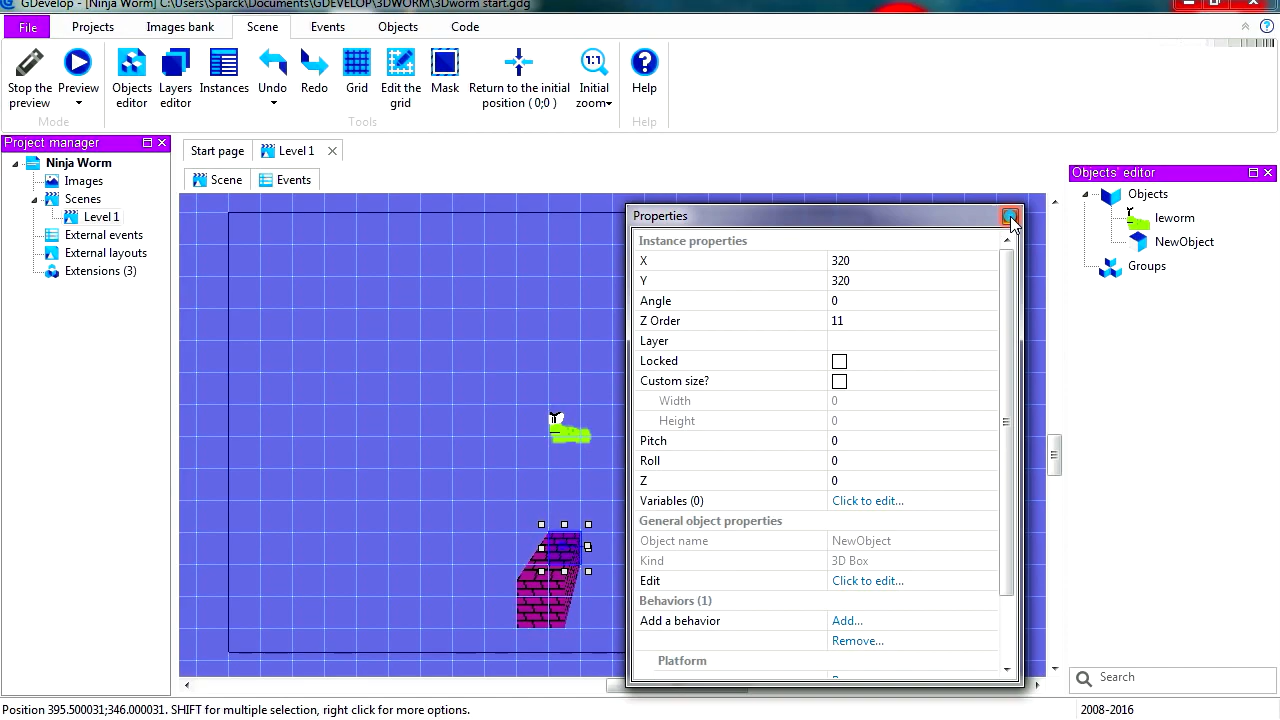 GDevelop - [Ninja Worm] C:\Users\Sparck\Documents\GDEVELOP\3DWORM\3Dworm start.gdg
File Projects Images bank Scene Events Objects Code
Stop the preview Preview Objects editor Layers editor Instances Undo Redo Grid Edit the grid Mask Return to the initial position ( 0;0 ) 1:1 Initial zoom Help
Mode Tools Help
Project manager
Ninja Worm
Images
Scenes
Level 1
External events
External layouts
Extensions (3)
Start page Level 1
Scene Events
Properties
Instance properties
X 320
Y 320
Angle 0
Z Order 11
Layer
Locked
Custom size?
Width 0
Height 0
Pitch 0
Roll 0
Z 0
Variables (0) Click to edit...
General object properties
Object name NewObject
Kind 3D Box
Edit Click to edit...
Behaviors (1)
Add a behavior Add...
Remove...
Platform
Objects' editor
Objects
leworm
NewObject
Groups
Search
Position 395.500031;346.000031. SHIFT for multiple selection, right click for more options.
2008-2016